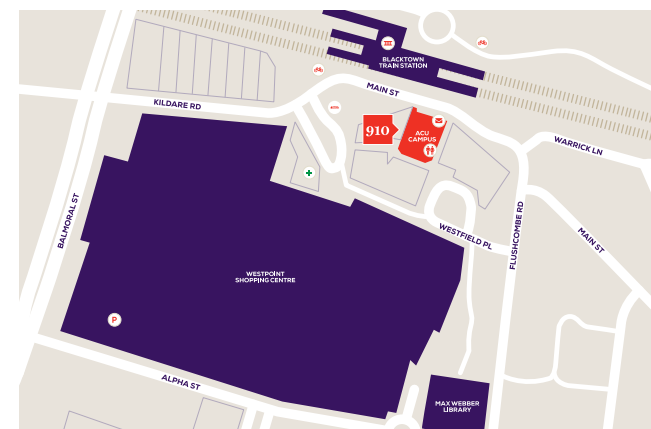 BLACKTOWN
TRAIN STATION
MAIN ST
KILDARE RD
910
ACU
CAMPUS
WARRICK LN
BALMORAL ST
FLUSHCOMBE RD
WESTFIELD PL
MAIN ST
WESTPOINT
SHOPPING CENTRE
P
ALPHA ST
MAX WEBBER
LIBRARY